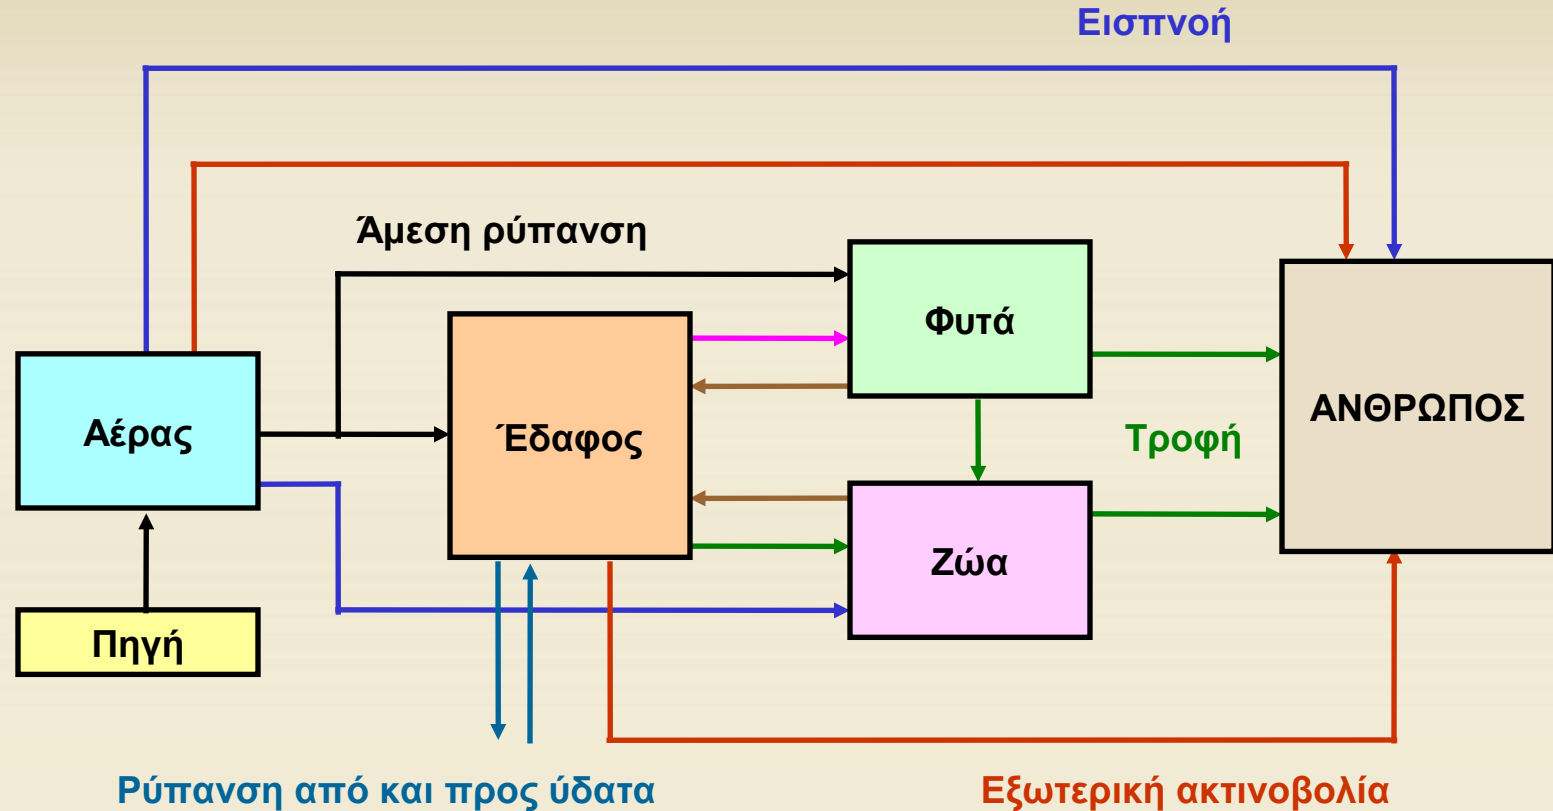 Εισπνοή
Άμεση ρύπανση
Φυτά
Αέρας
Έδαφος
ΑΝΘΡΩΠΟΣ
Τροφή
Ζώα
Πηγή
Ρύπανση από και προς ύδατα
Εξωτερική ακτινοβολία